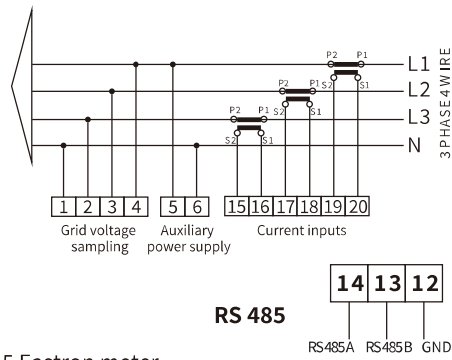 P2 P1
L1
P2 P1 S2 S1
L2
P2 P1 S2 S1
L3
S2 S1
N
3 PHASE 4 WIRE
1 2 3 4 5 6 15 16 17 18 19 20
Grid voltage sampling
Auxiliary power supply
Current inputs
14 13 12
RS 485
RS485A RS485B GND